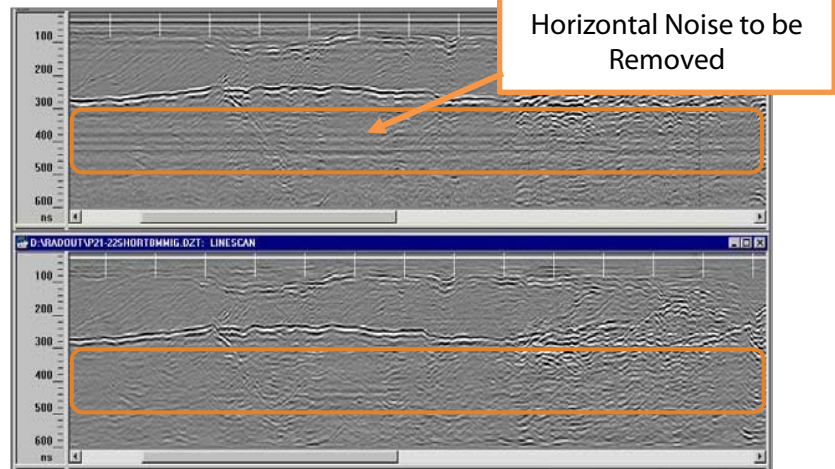 Horizontal Noise to be
Removed
100
200
300
400
500
600
ns
D:\RADOUT\P21-22SHORTBMMIG.DZT: LINESCAN
100
200
300
400
500
600
ns